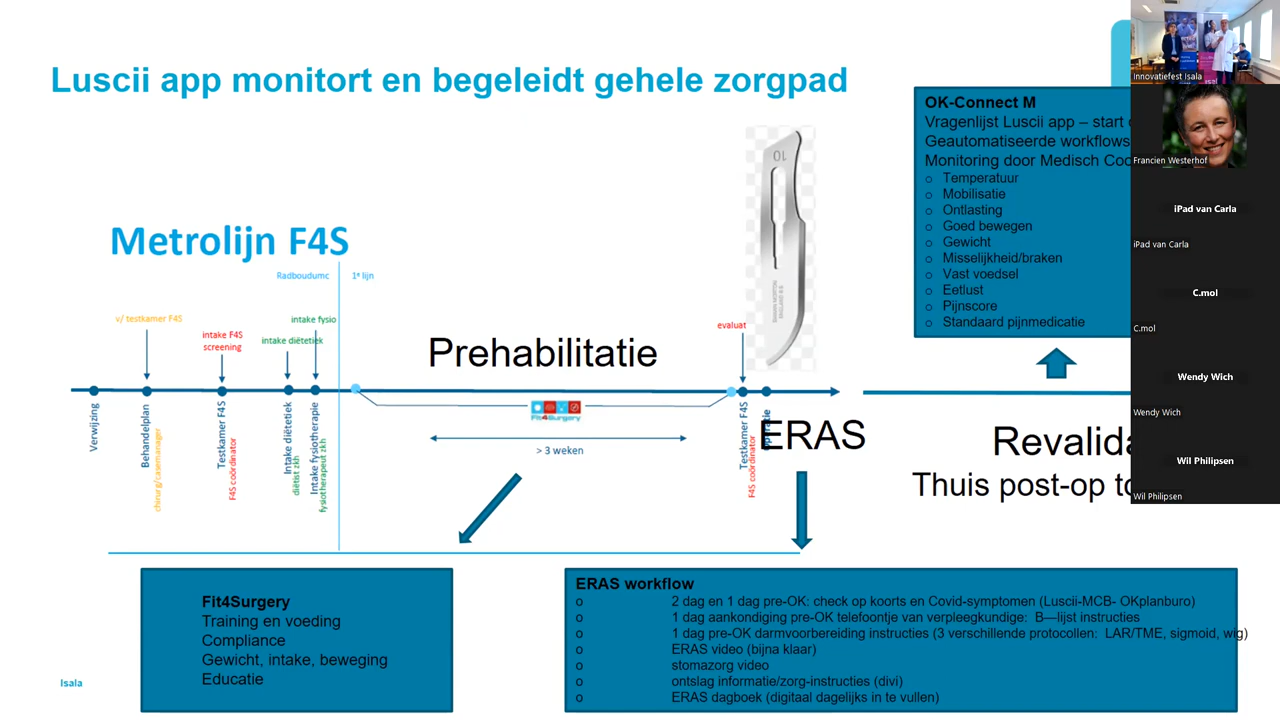 Luscii app monitort en begeleidt gehele zorgpad
Metrolijn F4S
Radboudumc
1e lijn
v/ testkamer F4S
intake F4S
screening
intake diëtetiek
intake fysio
evaluat
10
Prehabilitatie
Fit4Surgery
> 3 weken
Verwijzing
Behandelplan
chirurg/casemanager
Testkamer F4S
F4S coördinator
Intake diëtetiek
diëtist zkh
Intake fysiotherapie
fysiotherapeut zkh
Testkamer F4S
F4S coördinator
ERAS
Revalida
Thuis post-op to
OK-Connect M
Vragenlijst Luscii app – start
Geautomatiseerde workflows
Monitoring door Medisch Coo
o Temperatuur
o Mobilisatie
o Ontlasting
o Goed bewegen
o Gewicht
o Misselijkheid/braken
o Vast voedsel
o Eetlust
o Pijnscore
o Standaard pijnmedicatie
Fit4Surgery
Training en voeding
Compliance
Gewicht, intake, beweging
Educatie
ERAS workflow
o 2 dag en 1 dag pre-OK: check op koorts en Covid-symptomen (Luscii-MCB- OKplanburo)
o 1 dag aankondiging pre-OK telefoontje van verpleegkundige: B—lijst instructies
o 1 dag pre-OK darmvoorbereiding instructies (3 verschillende protocollen: LAR/TME, sigmoid, wig)
o ERAS video (bijna klaar)
o stomazorg video
o ontslag informatie/zorg-instructies (divi)
o ERAS dagboek (digitaal dagelijks in te vullen)
Isala
Innovatiefest Isala
Francien Westerhof
iPad van Carla
iPad van Carla
C.mol
C.mol
Wendy Wich
Wendy Wich
Wil Philipsen
Wil Philipsen